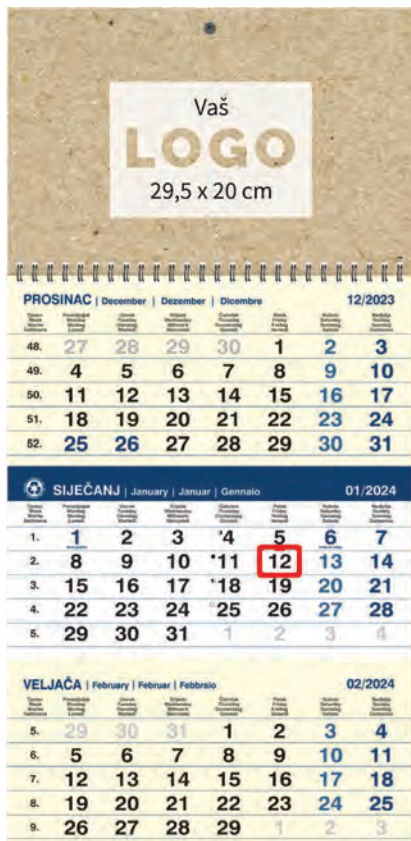 Vaš
LOGO
29,5 x 20 cm
PROSINAC | December | Dezember | Dicembre 12/2023
48. 27 28 29 30 1 2 3
49. 4 5 6 7 8 9 10
50. 11 12 13 14 15 16 17
51. 18 19 20 21 22 23 24
52. 25 26 27 28 29 30 31
SIJEČANJ | January | Januar | Gennaio 01/2024
1. 1 2 3 4 5 6 7
2. 8 9 10 11 12 13 14
3. 15 16 17 18 19 20 21
4. 22 23 24 25 26 27 28
5. 29 30 31 1 2 3 4
VELJAČA | February | Februar | Febbraio 02/2024
5. 29 30 31 1 2 3 4
6. 5 6 7 8 9 10 11
7. 12 13 14 15 16 17 18
8. 19 20 21 22 23 24 25
9. 26 27 28 29 1 2 3